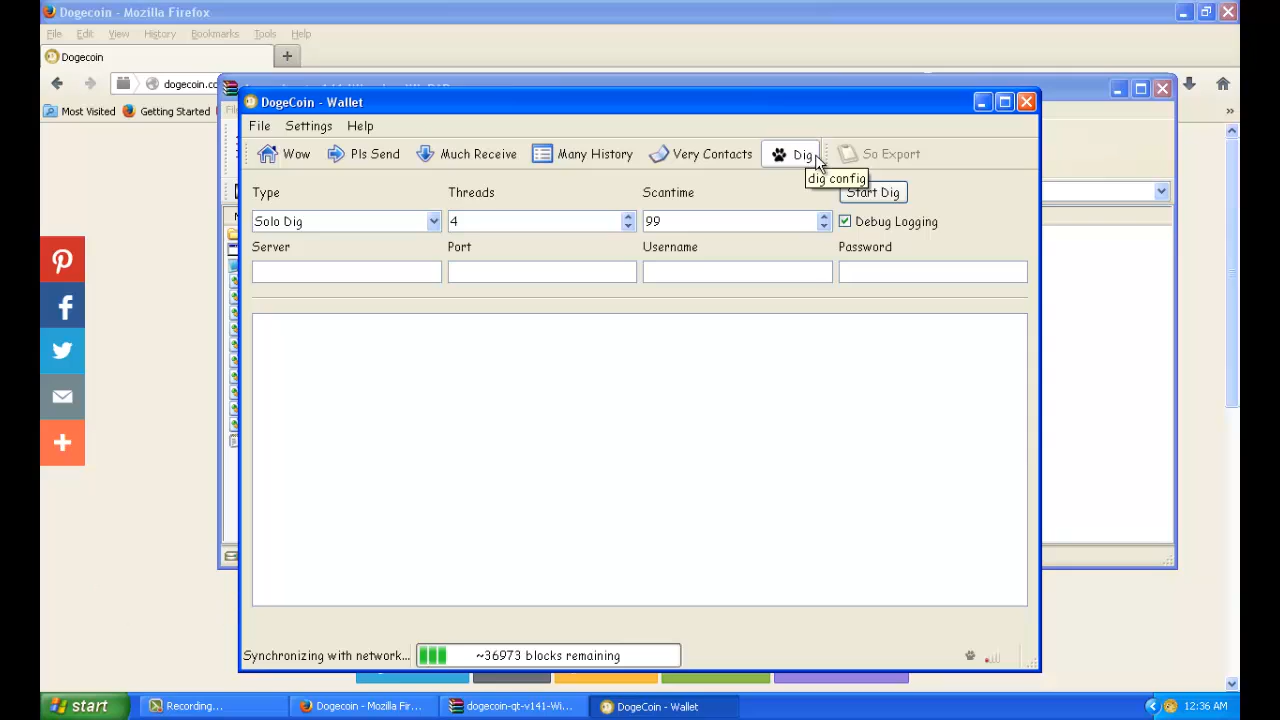 Dogecoin - Mozilla Firefox
File Edit View History Bookmarks Tools Help
Dogecoin
dogecoin.co
Most Visited Getting Started
DogeCoin - Wallet
File Settings Help
Wow Pls Send Much Receive Many History Very Contacts Dig So Export
dig config
Type Threads Scantime Start Dig
Solo Dig 4 99 Debug Logging
Server Port Username Password
Synchronizing with network... ~36973 blocks remaining
start Recording... Dogecoin - Mozilla Fir... dogecoin-qt-v141-Wi... DogeCoin - Wallet 12:36 AM